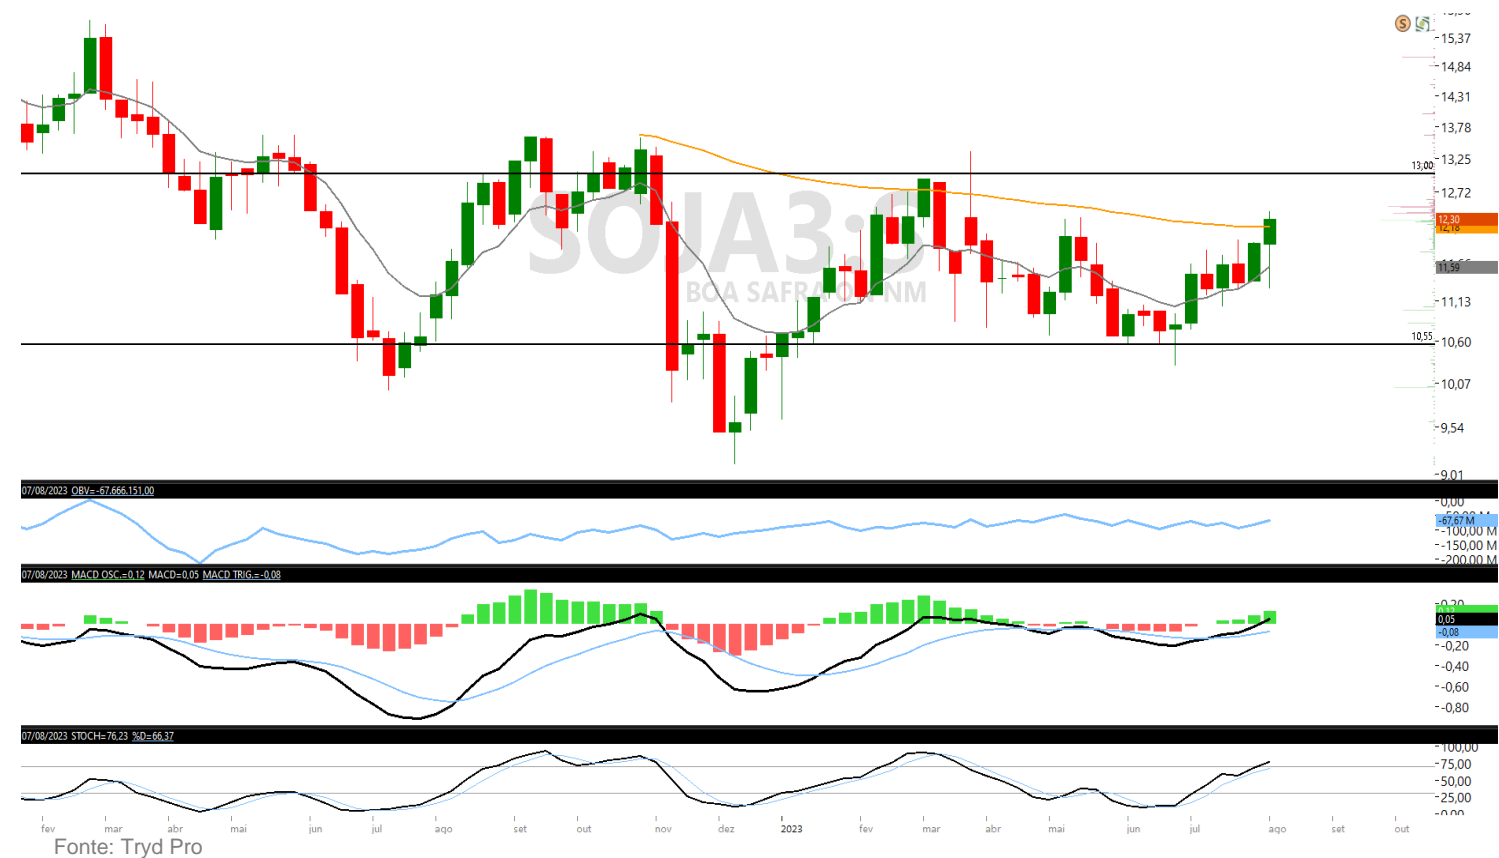 S
15,37
14,84
14,31
13,78
13,25
13,00
12,72
SOJA3:S
BOA SAFRA ON NM
12,30
12,18
11,59
11,13
10,60
10,55
10,07
9,54
9,01
07/08/2023 OBV=-67.666.151,00
0,00
-67,67 M
-100,00 M
-150,00 M
-200,00 M
07/08/2023 MACD OSC.=0,12 MACD=0,05 MACD TRIG.=-0,08
0,20
0,12
0,05
-0,08
-0,20
-0,40
-0,60
-0,80
07/08/2023 STOCH=76,23 %D=66,37
100,00
75,00
50,00
25,00
0,00
fev mar abr mai jun jul ago set out nov dez 2023 fev mar abr mai jun jul ago set out
Fonte: Tryd Pro